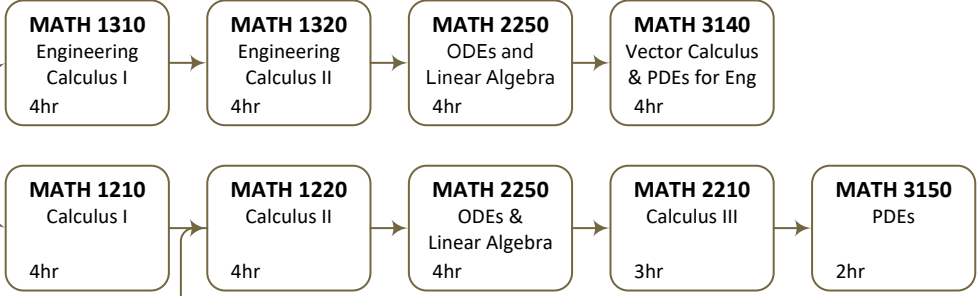 MATH 1310
Engineering
Calculus I
4hr
MATH 1320
Engineering
Calculus II
4hr
MATH 2250
ODEs and
Linear Algebra
4hr
MATH 3140
Vector Calculus
& PDEs for Eng
4hr
MATH 1210
Calculus I
4hr
MATH 1220
Calculus II
4hr
MATH 2250
ODEs &
Linear Algebra
4hr
MATH 2210
Calculus III
3hr
MATH 3150
PDEs
2hr